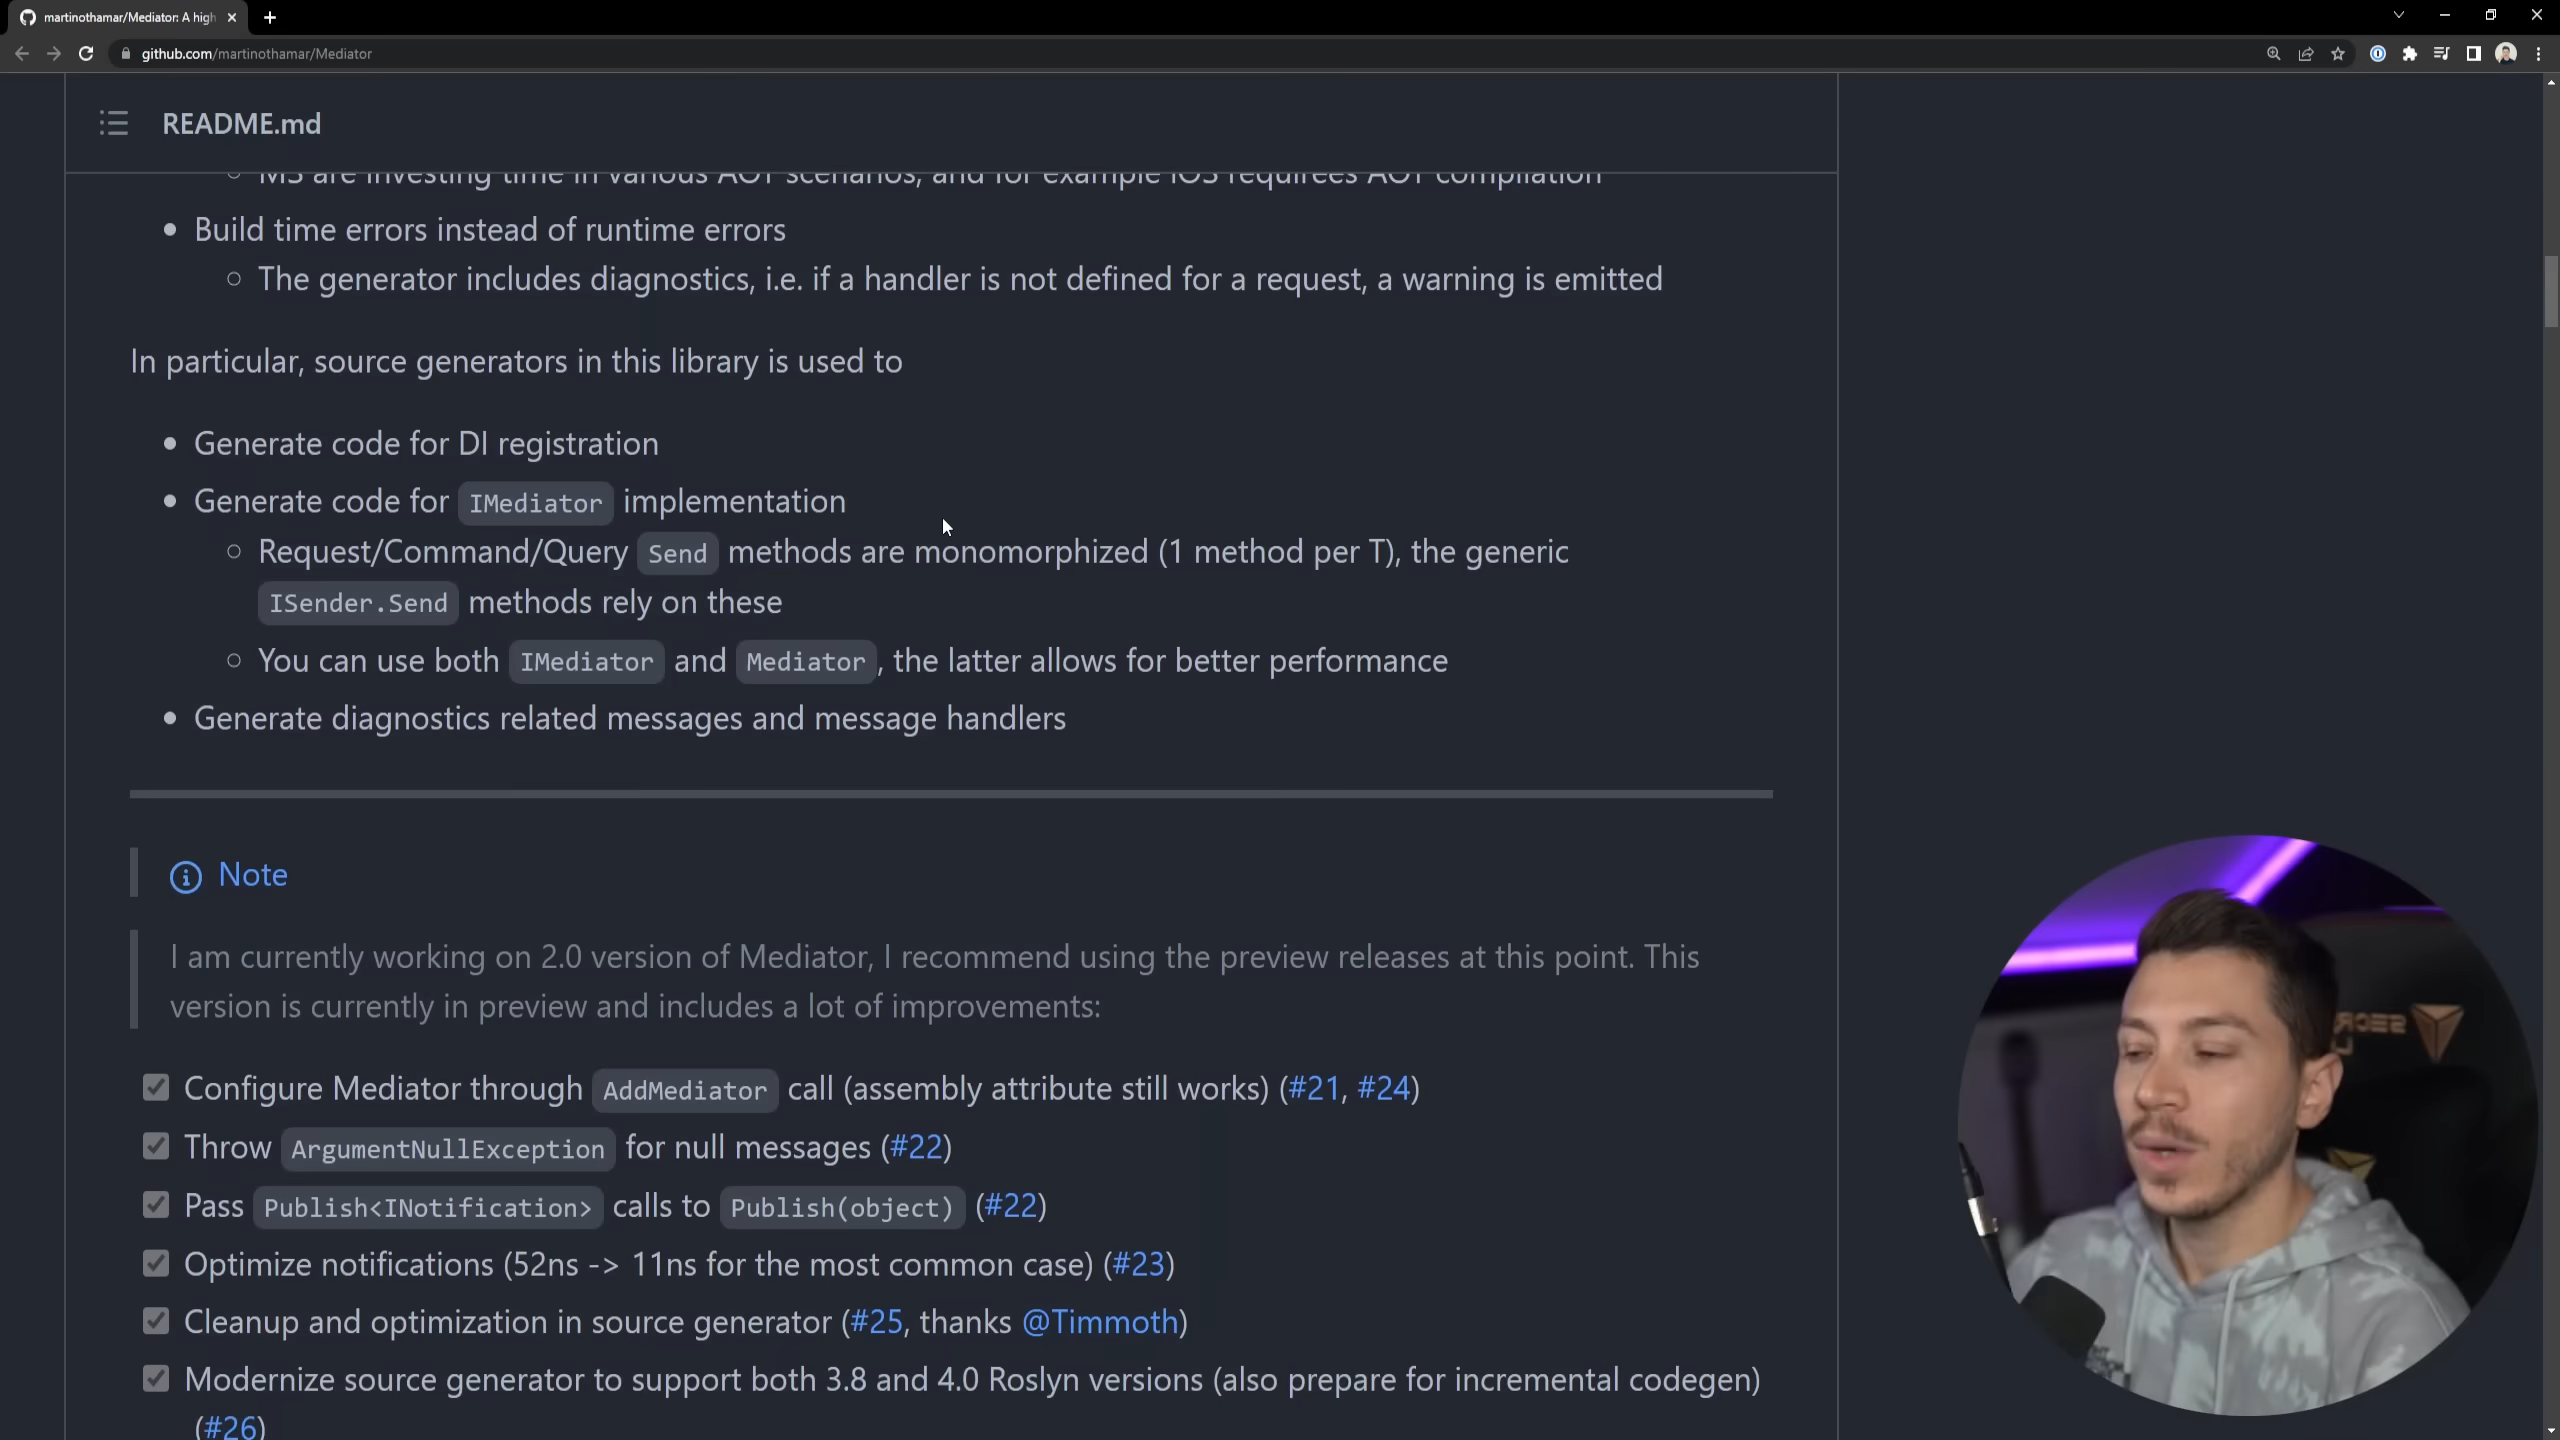 martinothamar/Mediator: A high
github.com/martinothamar/Mediator
README.md
MS are investing time in various AOT scenarios, and for example iOS requirees AOT compilation
Build time errors instead of runtime errors
The generator includes diagnostics, i.e. if a handler is not defined for a request, a warning is emitted
In particular, source generators in this library is used to
Generate code for DI registration
Generate code for IMediator implementation
Request/Command/Query Send methods are monomorphized (1 method per T), the generic
ISender.Send methods rely on these
You can use both IMediator and Mediator, the latter allows for better performance
Generate diagnostics related messages and message handlers
Note
I am currently working on 2.0 version of Mediator, I recommend using the preview releases at this point. This
version is currently in preview and includes a lot of improvements:
Configure Mediator through AddMediator call (assembly attribute still works) (#21, #24)
Throw ArgumentNullException for null messages (#22)
Pass Publish<INotification> calls to Publish(object) (#22)
Optimize notifications (52ns -> 11ns for the most common case) (#23)
Cleanup and optimization in source generator (#25, thanks @Timmoth)
Modernize source generator to support both 3.8 and 4.0 Roslyn versions (also prepare for incremental codegen)
(#26)